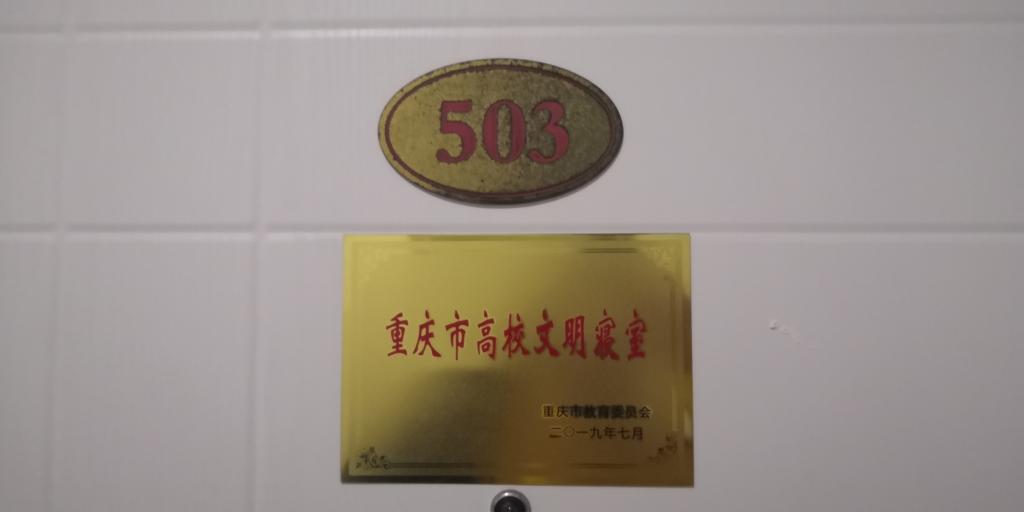 503
重庆市高校文明寝室
重庆市教育委员会
二〇一九年七月